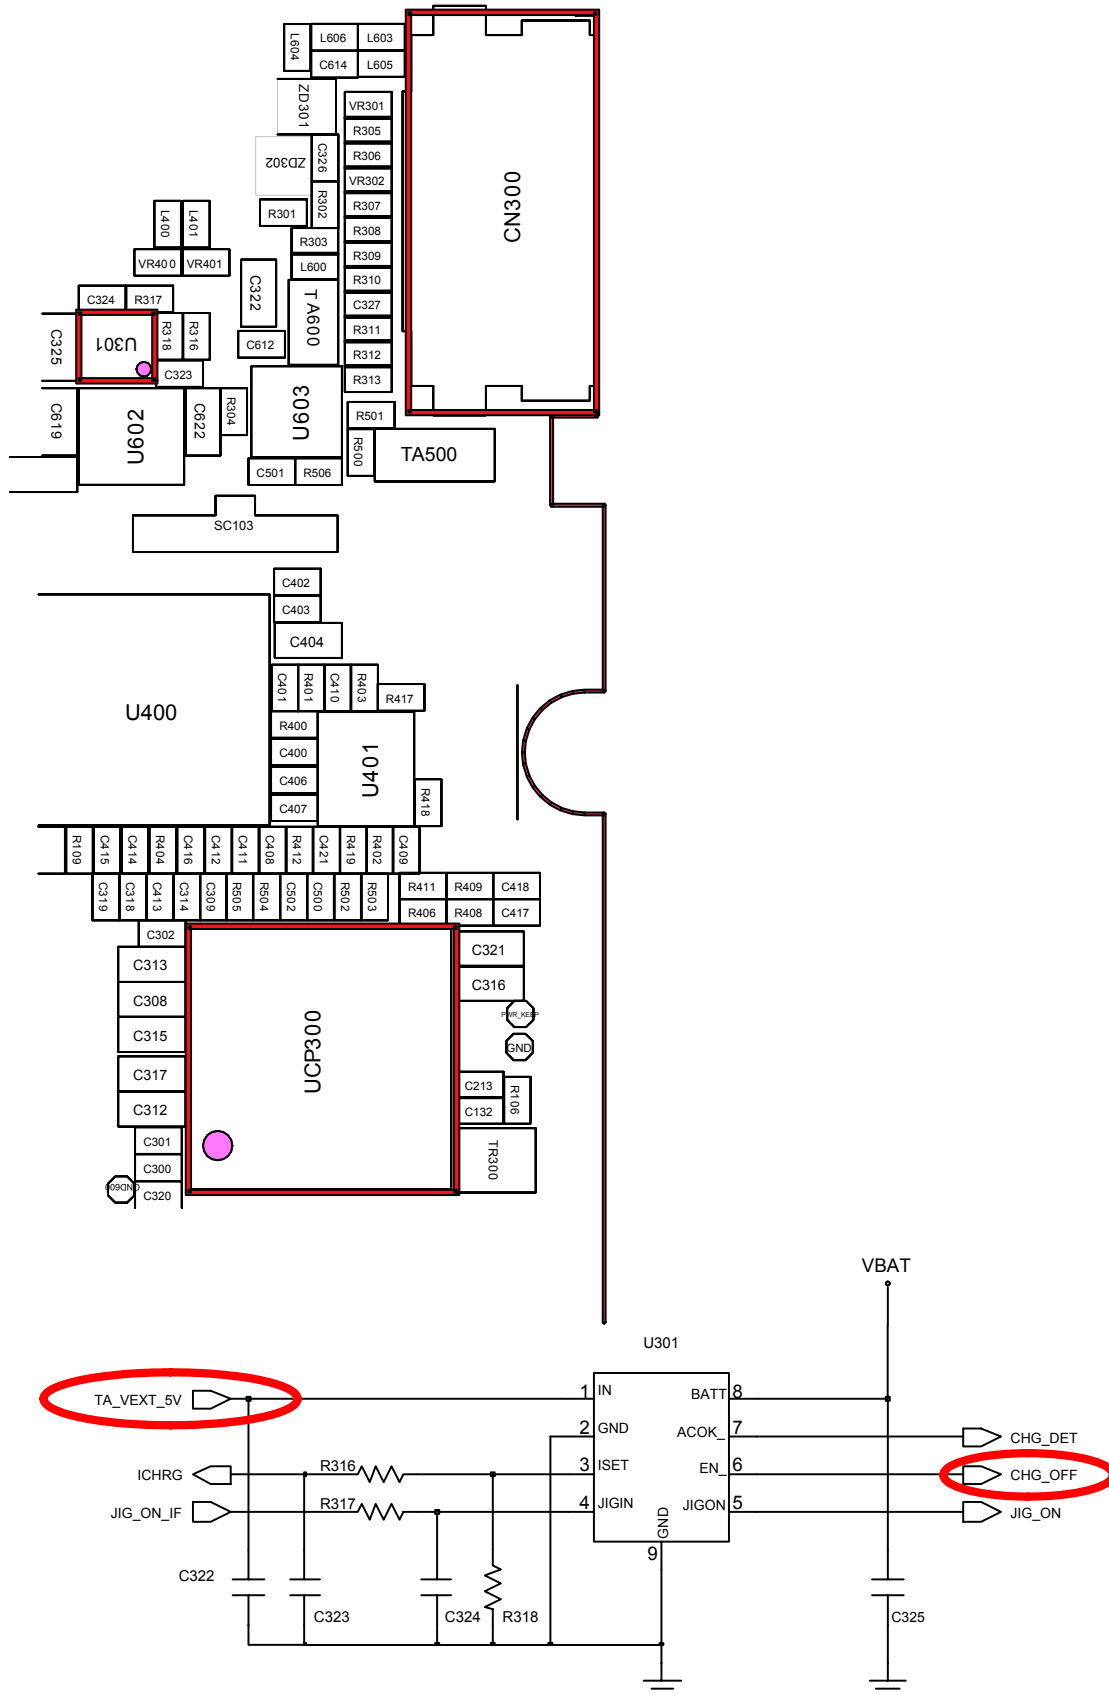 L604
L606
L603
C614
L605
ZD301
VR301
R305
ZD302
C326
R306
VR302
R302
R301
R307
R308
R303
R309
L600
R310
C322
TA600
C327
R311
C612
R312
R313
CN300
L400
L401
VR400
VR401
C324
R317
C325
U301
R318
R316
C323
C619
U602
C622
R304
U603
R501
R500
TA500
C501
R506
SC103
C402
C403
C404
U400
C401
R401
C410
R403
R417
R400
C400
C406
C407
U401
R418
R109
C415
C414
R404
C416
C412
C411
C408
R412
C421
R419
R402
C409
C319
C318
C413
C314
C309
R505
R504
C502
C500
R502
R503
R411
R409
C418
R406
R408
C417
C302
C313
C308
C315
C317
C312
C301
C300
C320
GND600
UCP300
C321
C316
PWR_KEEP
GND
C213
C132
R106
TR300
VBAT
U301
TA_VEXT_5V
1
IN
BATT
8
2
GND
ACOK_
7
CHG_DET
ICHRG
R316
3
ISET
EN_
6
CHG_OFF
JIG_ON_IF
R317
4
JIGIN
JIGON
5
JIG_ON
GND
9
C322
C323
C324
R318
C325